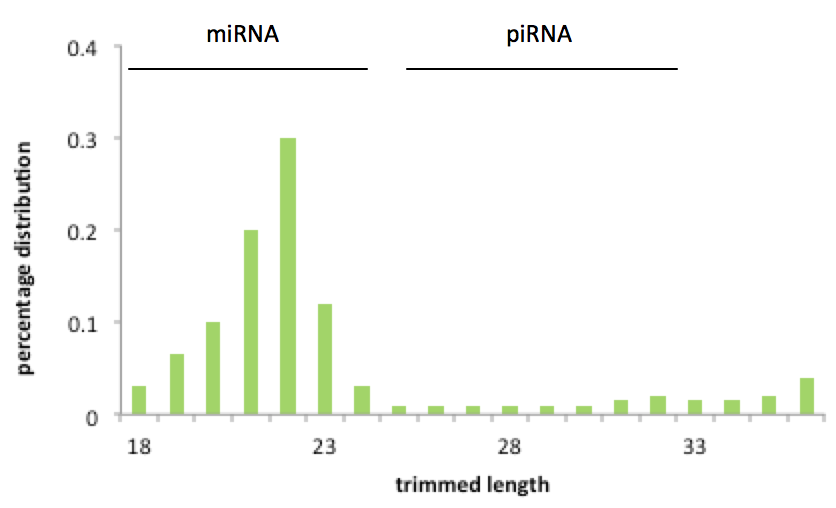 miRNA
piRNA
0.4
0.3
0.2
0.1
0
percentage distribution
18
23
28
33
trimmed length